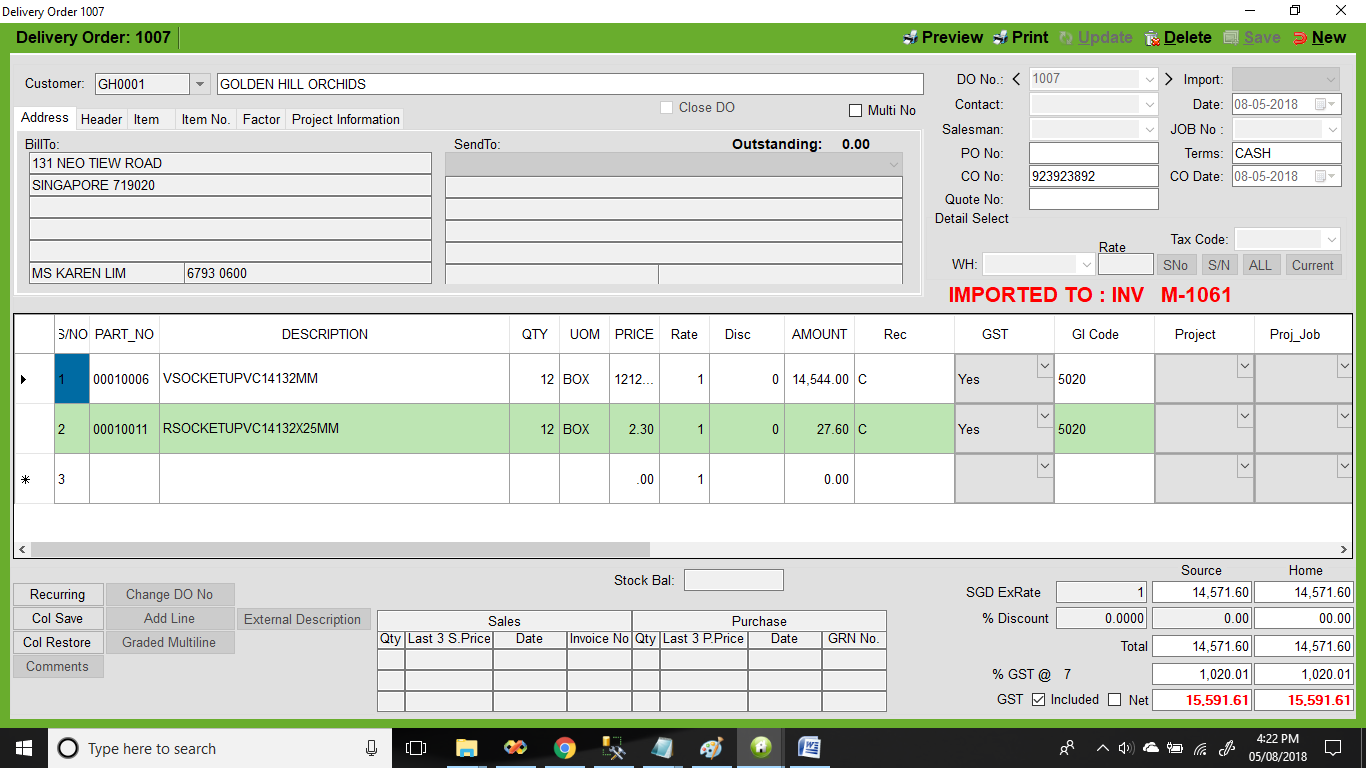 Delivery Order 1007
Delivery Order: 1007 Preview Print Update Delete Save New
Customer: GH0001 GOLDEN HILL ORCHIDS
Close DO Multi No
Address Header Item Item No. Factor Project Information
BillTo:
131 NEO TIEW ROAD
SINGAPORE 719020
MS KAREN LIM 6793 0600
SendTo: Outstanding: 0.00
DO No.: < 1007 > Import:
Contact: Date: 08-05-2018
Salesman: JOB No :
PO No: Terms: CASH
CO No: 923923892 CO Date: 08-05-2018
Quote No:
Detail Select
Tax Code:
Rate
WH: SNo S/N ALL Current
IMPORTED TO : INV M-1061
S/NO PART_NO DESCRIPTION QTY UOM PRICE Rate Disc AMOUNT Rec GST Gl Code Project Proj_Job
1 00010006 VSOCKETUPVC14132MM 12 BOX 1212... 1 0 14,544.00 C Yes 5020
2 00010011 RSOCKETUPVC14132X25MM 12 BOX 2.30 1 0 27.60 C Yes 5020
* 3 .00 1 0.00
Recurring Change DO No
Col Save Add Line External Description
Col Restore Graded Multiline
Comments
Stock Bal:
Sales Purchase
Qty Last 3 S.Price Date Invoice No Qty Last 3 P.Price Date GRN No.
Source Home
SGD ExRate 1 14,571.60 14,571.60
% Discount 0.0000 0.00 00.00
Total 14,571.60 14,571.60
% GST @ 7 1,020.01 1,020.01
GST Included Net 15,591.61 15,591.61
Type here to search
4:22 PM
05/08/2018